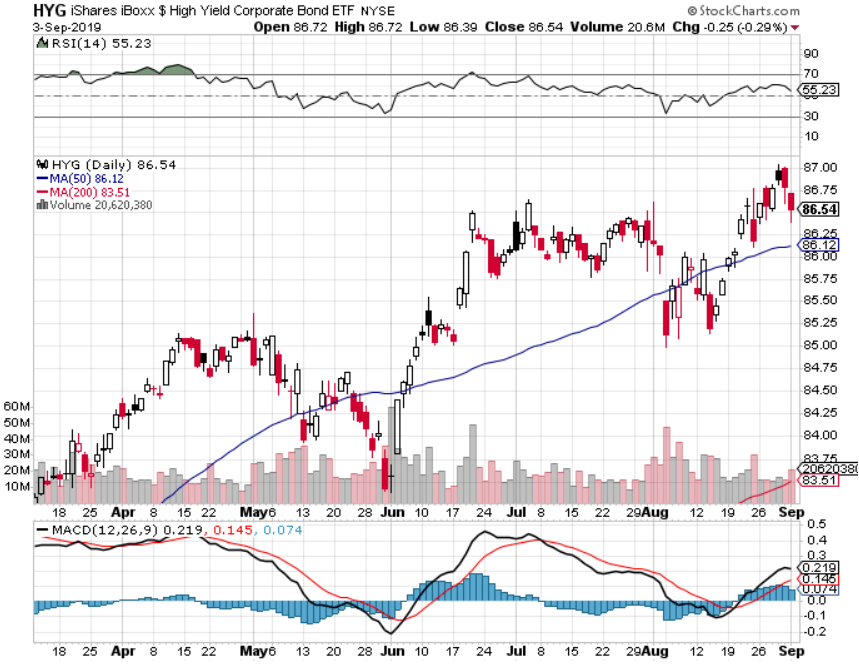 HYG iShares iBoxx $ High Yield Corporate Bond ETF NYSE
© StockCharts.com
3-Sep-2019
Open 86.72 High 86.72 Low 86.39 Close 86.54 Volume 20.6M Chg -0.25 (-0.29%)
RSI(14) 55.23
90
70
55.23
30
10
HYG (Daily) 86.54
MA(50) 86.12
MA(200) 83.51
Volume 20,620,380
87.00
86.75
86.54
86.25
86.12
86.00
85.75
85.50
85.25
85.00
84.75
84.50
84.25
84.00
83.75
20620380
83.51
60M
50M
40M
30M
20M
10M
18 25 Apr 8 15 22 May 6 13 20 28 Jun 10 17 24 Jul 8 15 22 29 Aug 12 19 26 Sep
MACD(12,26,9) 0.219, 0.145, 0.074
0.5
0.4
0.3
0.219
0.145
0.074
0.0
-0.1
-0.2
18 25 Apr 8 15 22 May 6 13 20 28 Jun 10 17 24 Jul 8 15 22 29 Aug 12 19 26 Sep